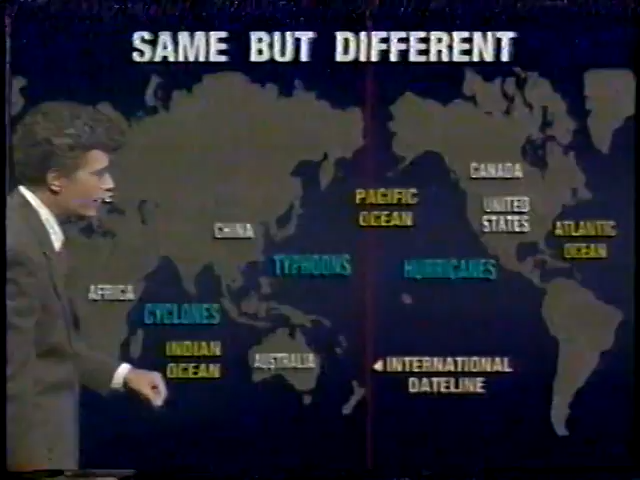 SAME BUT DIFFERENT
CANADA
PACIFIC
OCEAN
UNITED
STATES
CHINA
ATLANTIC
OCEAN
TYPHOONS
HURRICANES
AFRICA
CYCLONES
INDIAN
OCEAN
AUSTRALIA
INTERNATIONAL
DATELINE